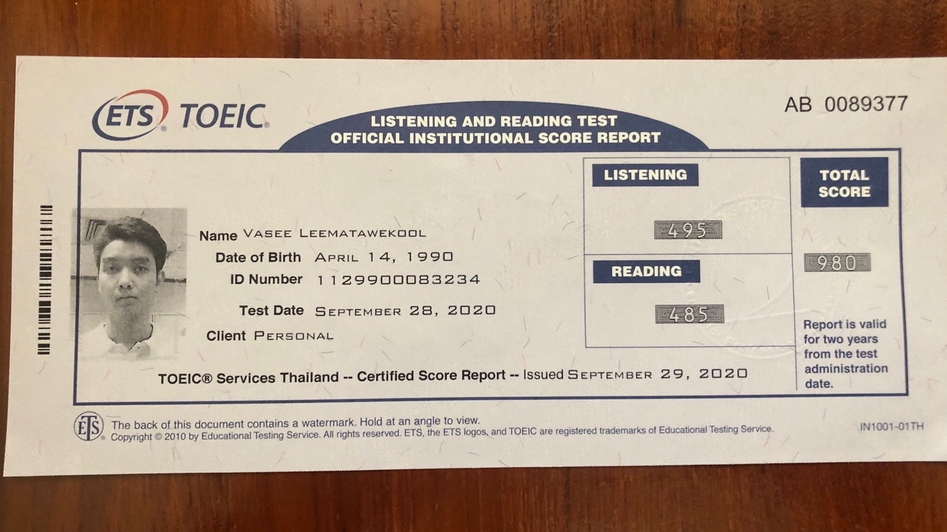 ETS® TOEIC®
LISTENING AND READING TEST
OFFICIAL INSTITUTIONAL SCORE REPORT
AB 0089377
LISTENING
495
READING
485
TOTAL
SCORE
980
Name VASEE LEEMATAWEKOOL
Date of Birth APRIL 14, 1990
ID Number 1129900083234
Test Date SEPTEMBER 28, 2020
Client PERSONAL
Report is valid
for two years
from the test
administration
date.
TOEIC® Services Thailand -- Certified Score Report -- Issued SEPTEMBER 29, 2020
ETS®
The back of this document contains a watermark. Hold at an angle to view.
Copyright © 2010 by Educational Testing Service. All rights reserved. ETS, the ETS logos, and TOEIC are registered trademarks of Educational Testing Service.
IN1001-01TH